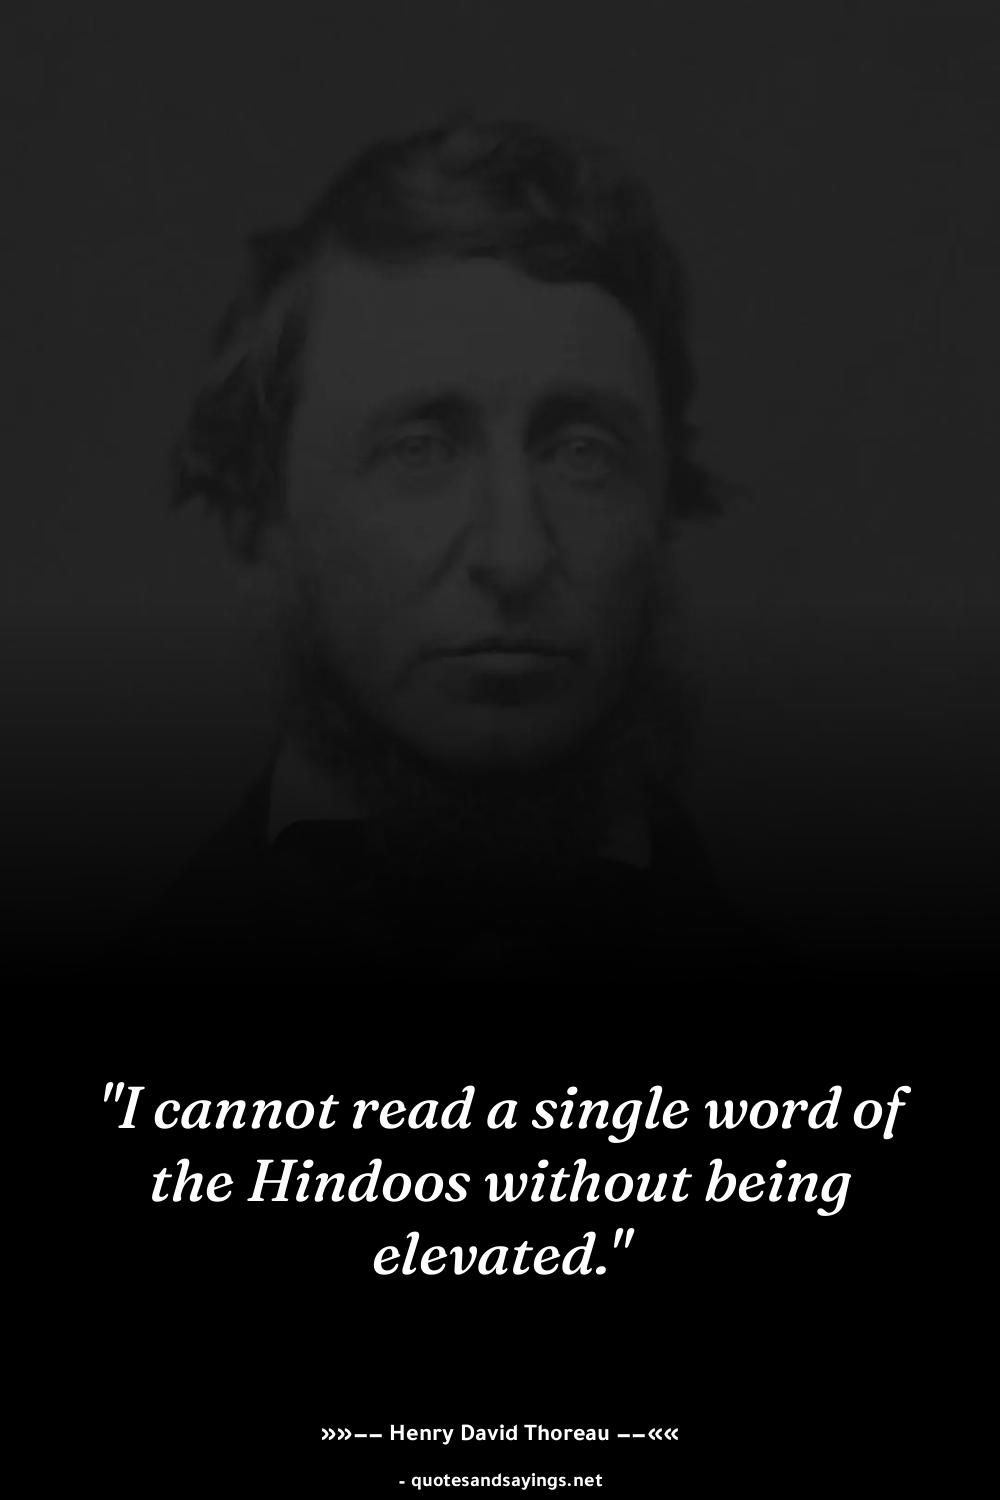 "I cannot read a single word of
the Hindoos without being
elevated."
»»−− Henry David Thoreau −−««
- quotesandsayings.net